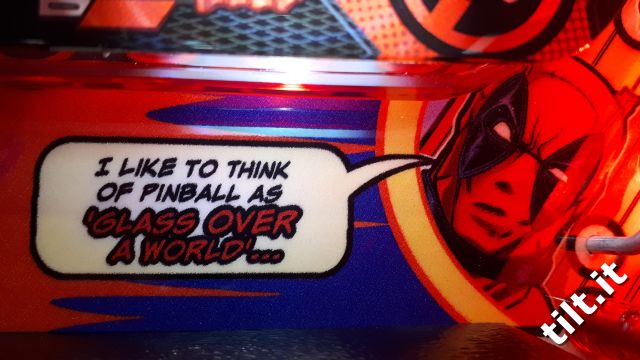 I LIKE TO THINK
OF PINBALL AS
'GLASS OVER
A WORLD'...
tilt.it